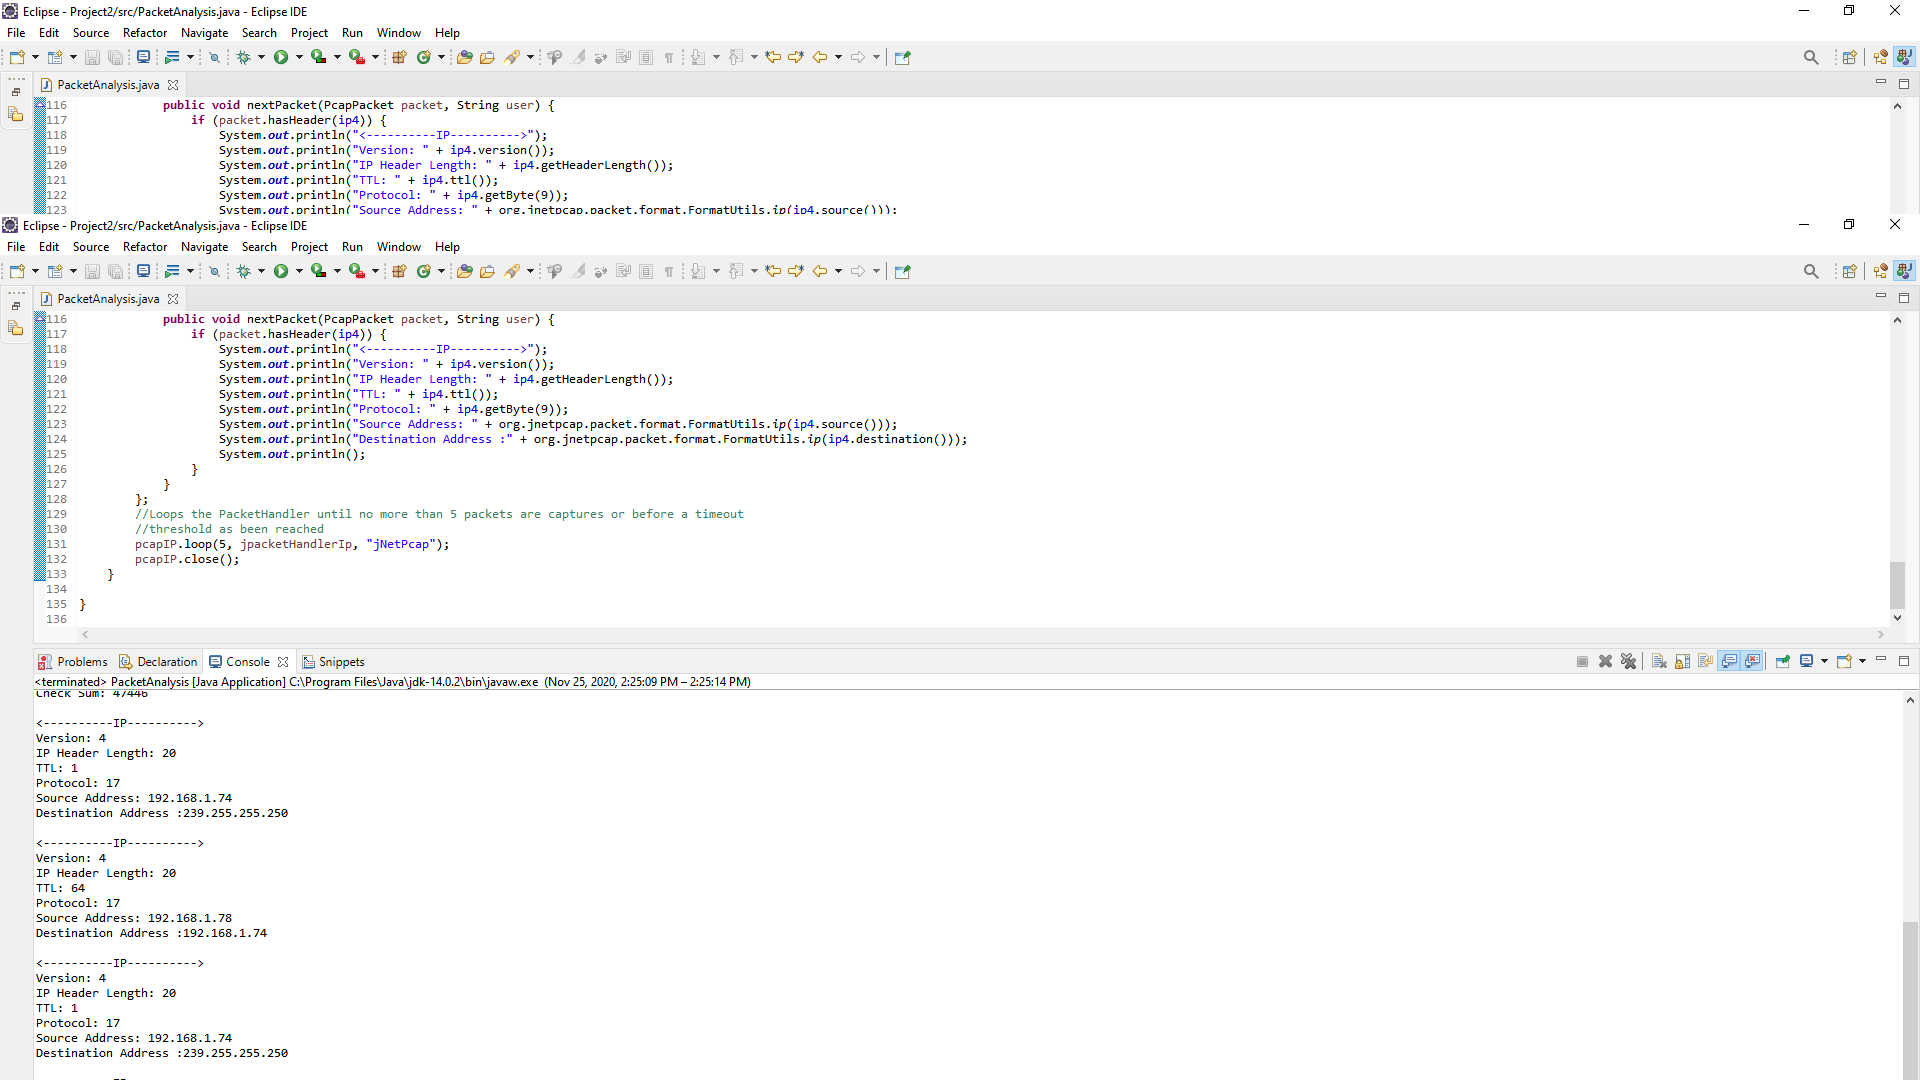 Eclipse - Project2/src/PacketAnalysis.java - Eclipse IDE
File Edit Source Refactor Navigate Search Project Run Window Help
PacketAnalysis.java
116 public void nextPacket(PcapPacket packet, String user) {
117 if (packet.hasHeader(ip4)) {
118 System.out.println("<----------IP---------->");
119 System.out.println("Version: " + ip4.version());
120 System.out.println("IP Header Length: " + ip4.getHeaderLength());
121 System.out.println("TTL: " + ip4.ttl());
122 System.out.println("Protocol: " + ip4.getByte(9));
123 System.out.println("Source Address: " + org.jnetpcap.packet.format.FormatUtils.ip(ip4.source()));
Eclipse - Project2/src/PacketAnalysis.java - Eclipse IDE
File Edit Source Refactor Navigate Search Project Run Window Help
PacketAnalysis.java
116 public void nextPacket(PcapPacket packet, String user) {
117 if (packet.hasHeader(ip4)) {
118 System.out.println("<----------IP---------->");
119 System.out.println("Version: " + ip4.version());
120 System.out.println("IP Header Length: " + ip4.getHeaderLength());
121 System.out.println("TTL: " + ip4.ttl());
122 System.out.println("Protocol: " + ip4.getByte(9));
123 System.out.println("Source Address: " + org.jnetpcap.packet.format.FormatUtils.ip(ip4.source()));
124 System.out.println("Destination Address :" + org.jnetpcap.packet.format.FormatUtils.ip(ip4.destination()));
125 System.out.println();
126 }
127 }
128 };
129 //Loops the PacketHandler until no more than 5 packets are captures or before a timeout
130 //threshold as been reached
131 pcapIP.loop(5, jpacketHandlerIp, "jNetPcap");
132 pcapIP.close();
133 }
134
135 }
136
Problems Declaration Console Snippets
<terminated> PacketAnalysis [Java Application] C:\Program Files\Java\jdk-14.0.2\bin\javaw.exe (Nov 25, 2020, 2:25:09 PM – 2:25:14 PM)
Check Sum: 47446
<----------IP---------->
Version: 4
IP Header Length: 20
TTL: 1
Protocol: 17
Source Address: 192.168.1.74
Destination Address :239.255.255.250
<----------IP---------->
Version: 4
IP Header Length: 20
TTL: 64
Protocol: 17
Source Address: 192.168.1.78
Destination Address :192.168.1.74
<----------IP---------->
Version: 4
IP Header Length: 20
TTL: 1
Protocol: 17
Source Address: 192.168.1.74
Destination Address :239.255.255.250